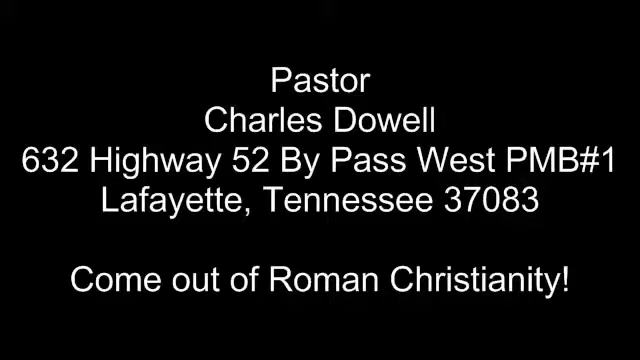 Pastor
Charles Dowell
632 Highway 52 By Pass West PMB#1
Lafayette, Tennessee 37083
Come out of Roman Christianity!